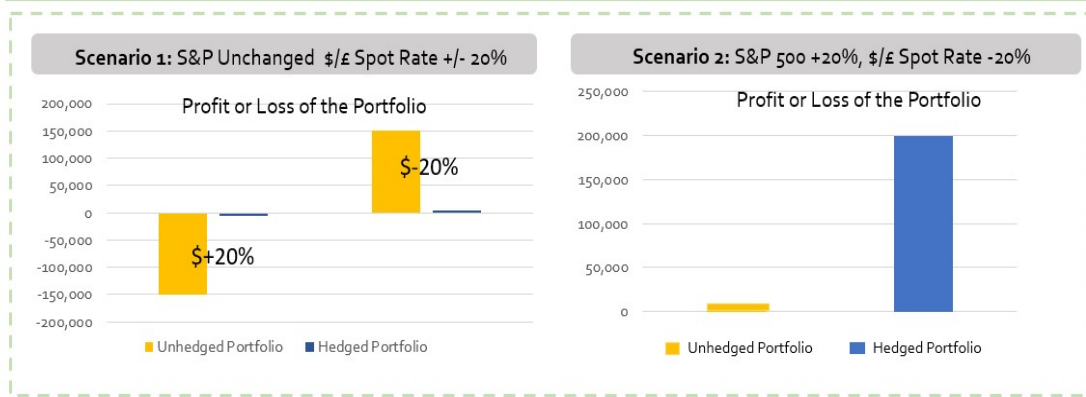 Scenario 1: S&P Unchanged $/£ Spot Rate +/- 20%
Profit or Loss of the Portfolio
200,000
150,000
100,000
50,000
0
-50,000
-100,000
-150,000
-200,000
$-20%
$+20%
Unhedged Portfolio Hedged Portfolio
Scenario 2: S&P 500 +20%, $/£ Spot Rate -20%
Profit or Loss of the Portfolio
250,000
200,000
150,000
100,000
50,000
0
Unhedged Portfolio Hedged Portfolio